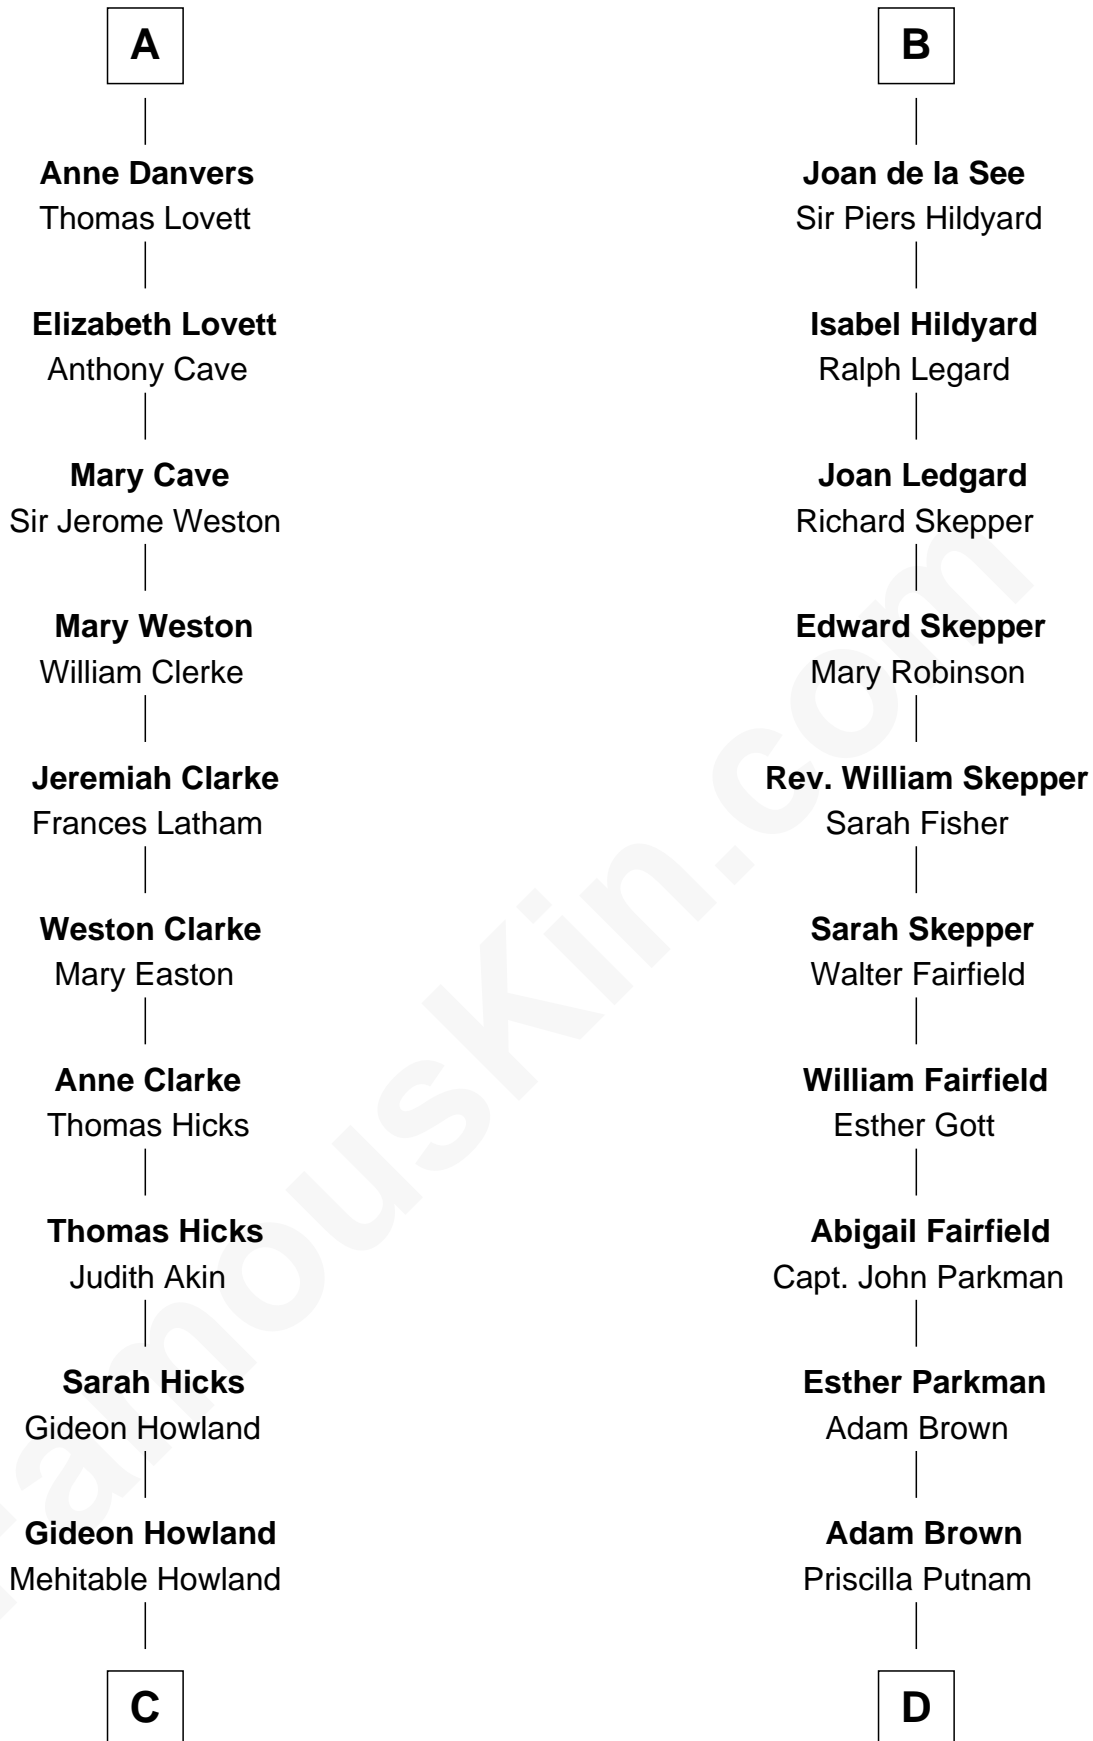 A
Anne Danvers
Thomas Lovett
Elizabeth Lovett
Anthony Cave
Mary Cave
Sir Jerome Weston
Mary Weston
William Clerke
Jeremiah Clarke
Frances Latham
Weston Clarke
Mary Easton
Anne Clarke
Thomas Hicks
Thomas Hicks
Judith Akin
Sarah Hicks
Gideon Howland
Gideon Howland
Mehitable Howland
C
B
Joan de la See
Sir Piers Hildyard
Isabel Hildyard
Ralph Legard
Joan Ledgard
Richard Skepper
Edward Skepper
Mary Robinson
Rev. William Skepper
Sarah Fisher
Sarah Skepper
Walter Fairfield
William Fairfield
Esther Gott
Abigail Fairfield
Capt. John Parkman
Esther Parkman
Adam Brown
Adam Brown
Priscilla Putnam
D
FamousKin.com